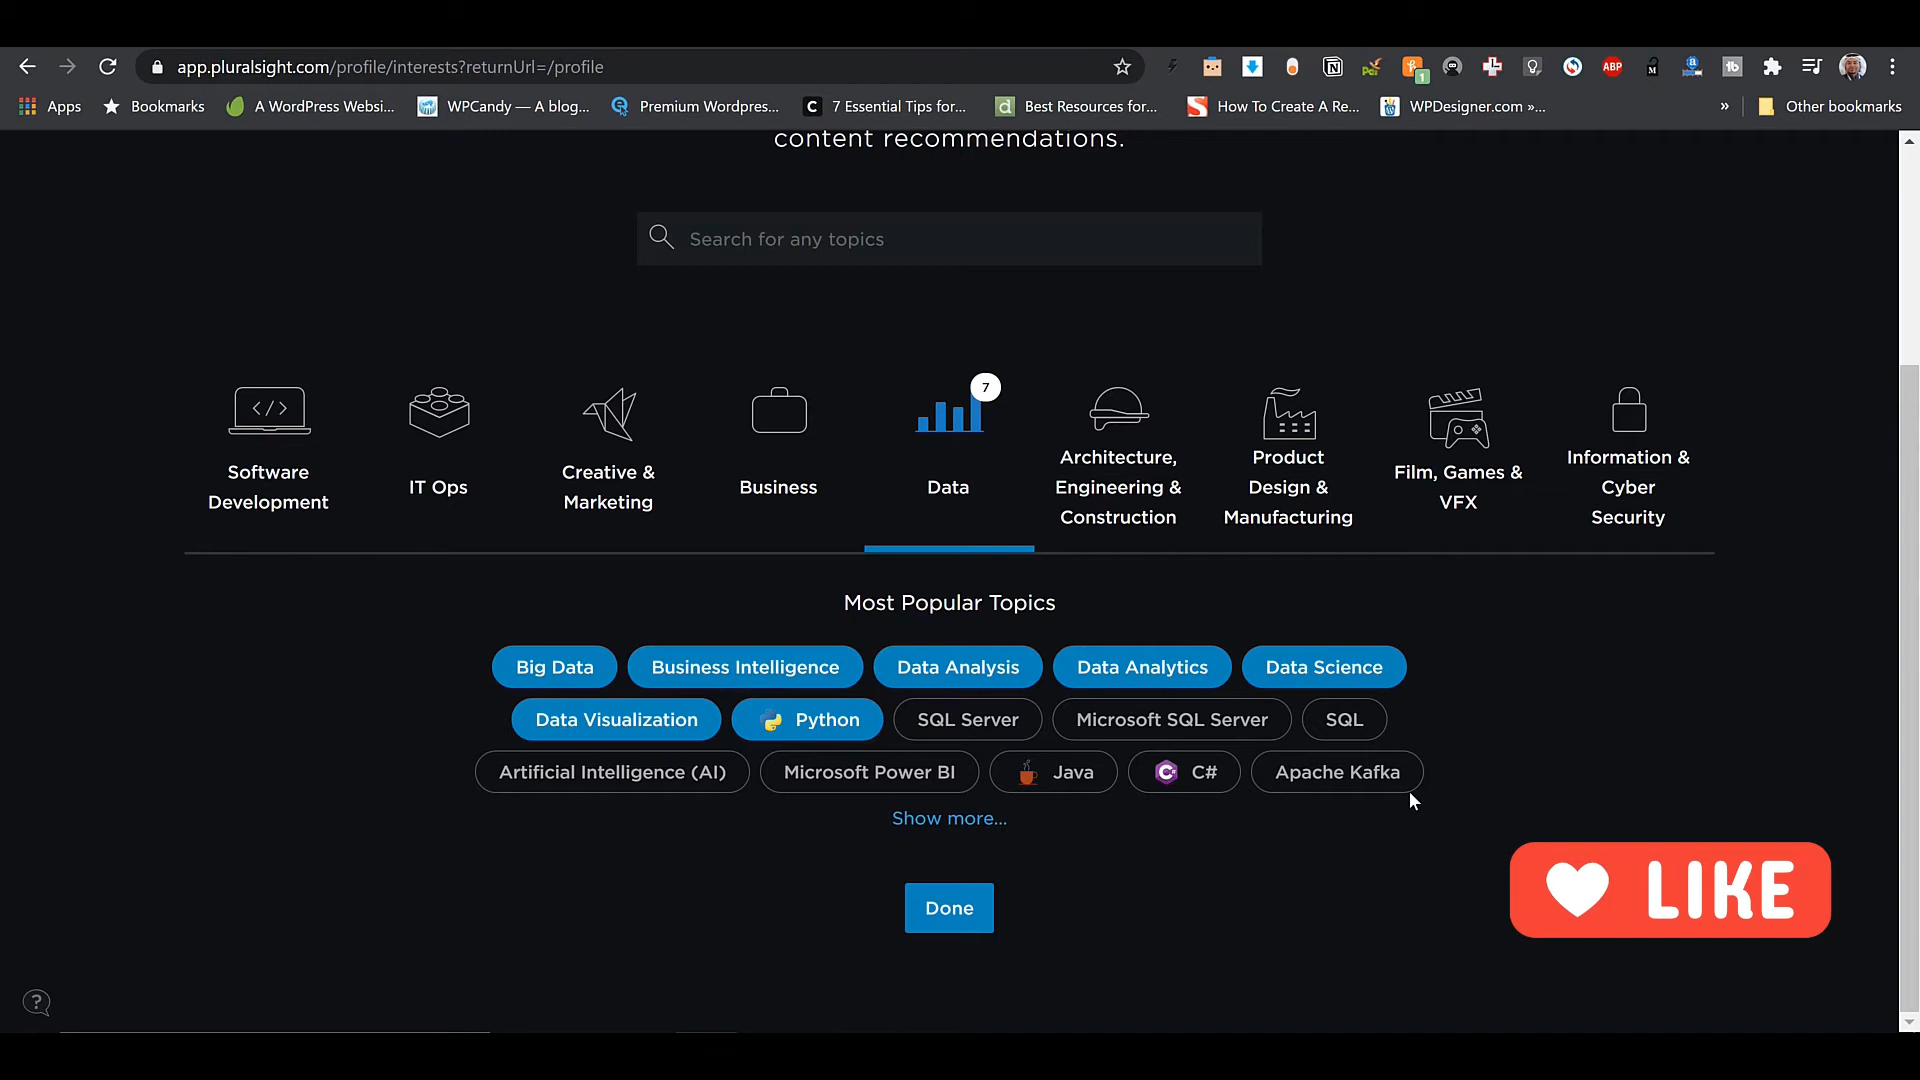 app.pluralsight.com/profile/interests?returnUrl=/profile
1
ABP
a
tb
Apps
Bookmarks
A WordPress Websi...
WPCandy — A blog...
Premium Wordpres...
C
7 Essential Tips for...
d
Best Resources for...
S
How To Create A Re...
WPDesigner.com »...
»
Other bookmarks
content recommendations.
Search for any topics
7
Software
Development
IT Ops
Creative &
Marketing
Business
Data
Architecture,
Engineering &
Construction
Product
Design &
Manufacturing
Film, Games &
VFX
Information &
Cyber
Security
Most Popular Topics
Big Data
Business Intelligence
Data Analysis
Data Analytics
Data Science
Data Visualization
Python
SQL Server
Microsoft SQL Server
SQL
Artificial Intelligence (AI)
Microsoft Power BI
Java
C#
Apache Kafka
Show more...
Done
LIKE
?